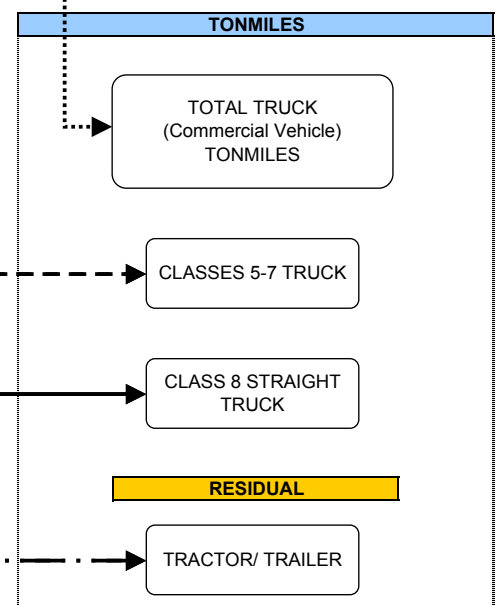 TONMILES
TOTAL TRUCK
(Commercial Vehicle)
TONMILES
CLASSES 5-7 TRUCK
CLASS 8 STRAIGHT
TRUCK
RESIDUAL
TRACTOR/ TRAILER